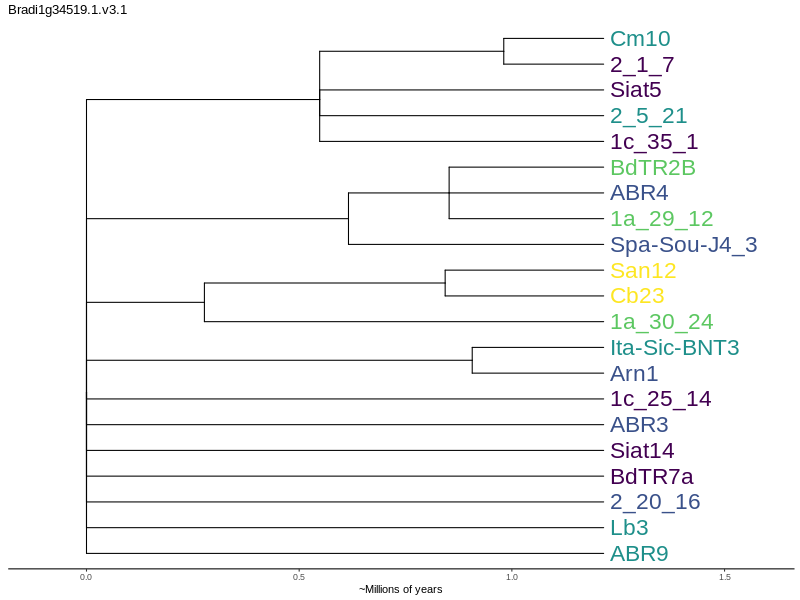 Bradi1g34519.1.v3.1
Cm10
2_1_7
Siat5
2_5_21
1c_35_1
BdTR2B
ABR4
1a_29_12
Spa-Sou-J4_3
San12
Cb23
1a_30_24
Ita-Sic-BNT3
Arn1
1c_25_14
ABR3
Siat14
BdTR7a
2_20_16
Lb3
ABR9
0.0 0.5 1.0 1.5
~Millions of years